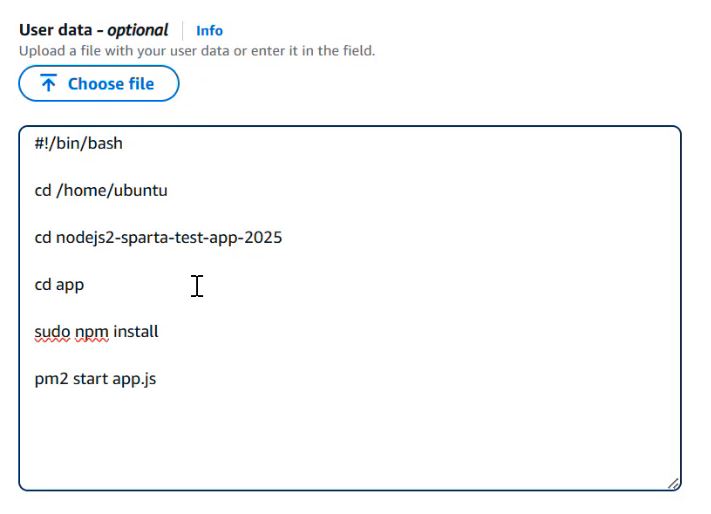 User data - optional Info
Upload a file with your user data or enter it in the field.
Choose file
#!/bin/bash
cd /home/ubuntu
cd nodejs2-sparta-test-app-2025
cd app
sudo npm install
pm2 start app.js